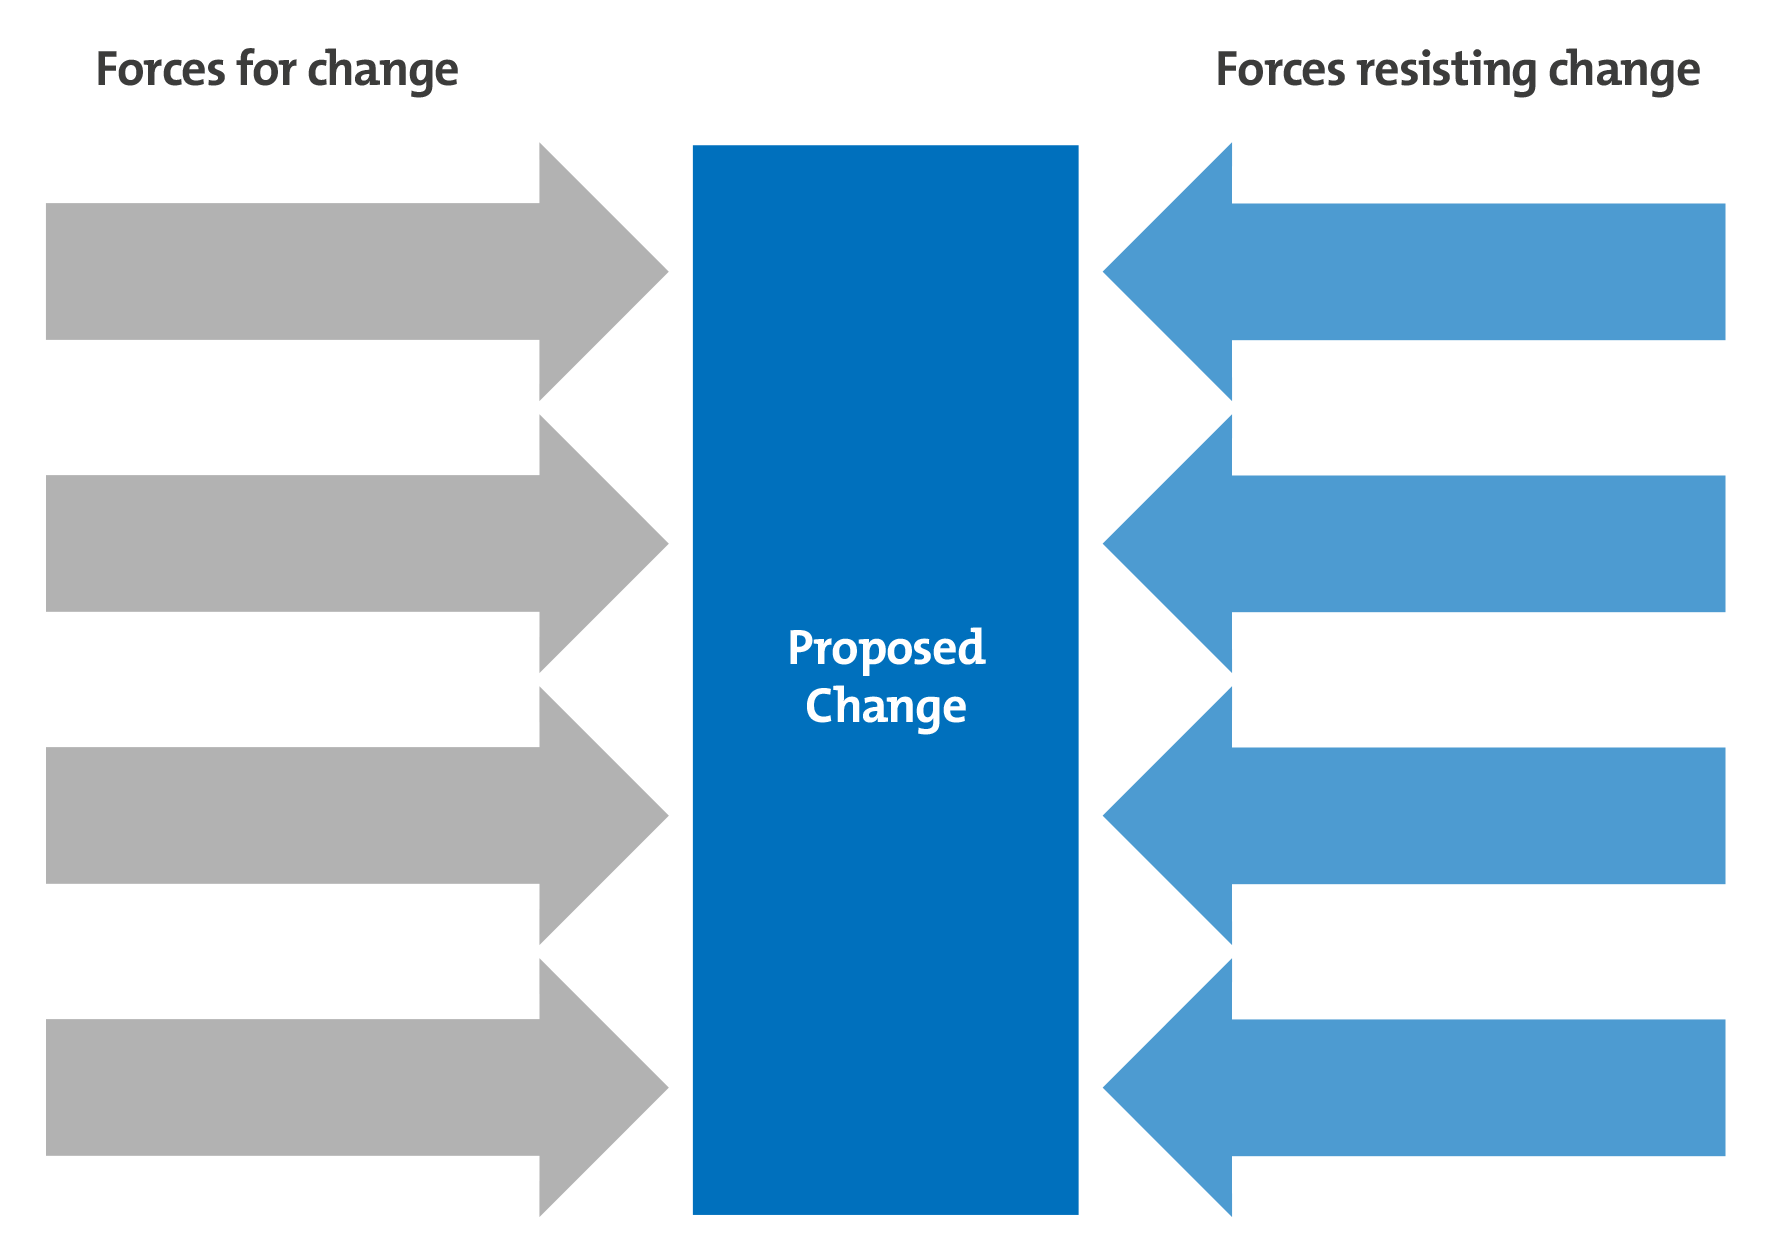 Forces for change
Forces resisting change
Proposed
Change